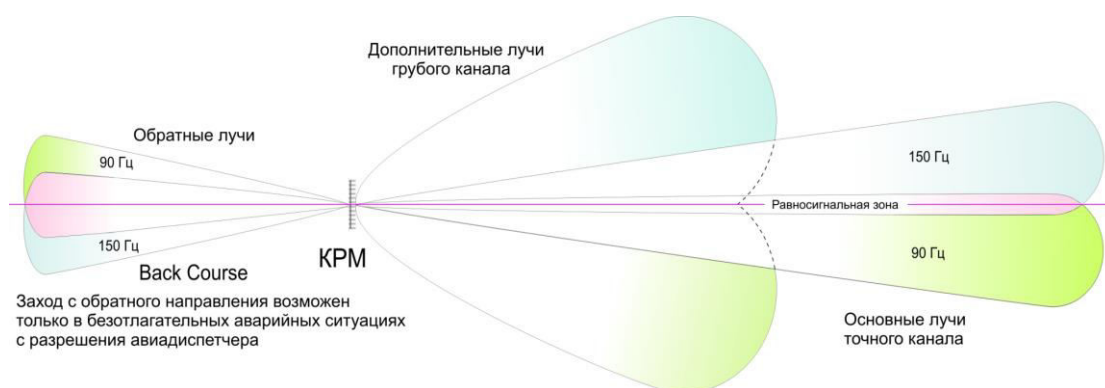 Дополнительные лучи
грубого канала
Обратные лучи
90 Гц
150 Гц
Равносигнальная зона
150 Гц
90 Гц
КРМ
Back Course
Заход с обратного направления возможен
только в безотлагательных аварийных ситуациях
с разрешения авиадиспетчера
Основные лучи
точного канала